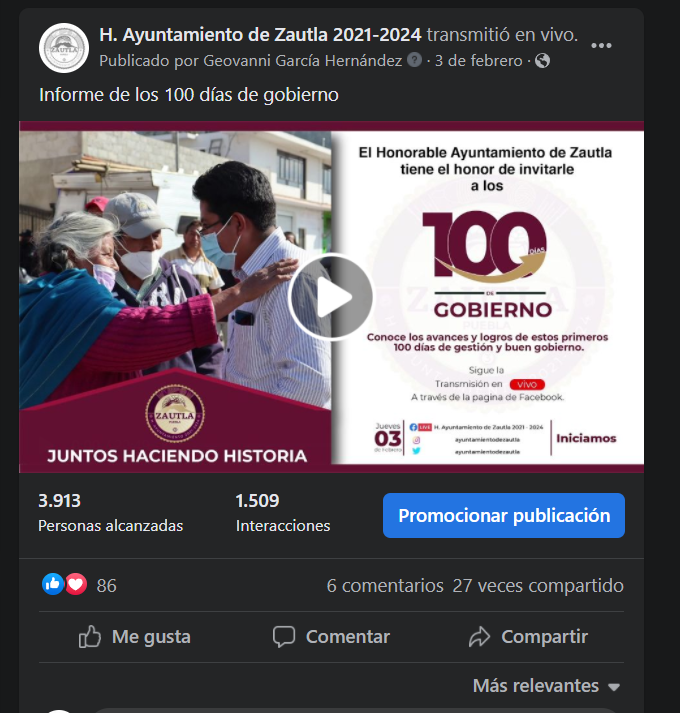 H. Ayuntamiento de Zautla 2021-2024 transmitió en vivo.
Publicado por Geovanni García Hernández · 3 de febrero ·
Informe de los 100 días de gobierno
El Honorable Ayuntamiento de Zautla
tiene el honor de invitarle
a los
100
DÍAS
DE
GOBIERNO
Conoce los avances y logros de estos primeros
100 días de gestión y buen gobierno.
Sigue la
Transmisión en vivo
A través de la pagina de Facebook.
ZAUTLA
PUEBLA
JUNTOS HACIENDO HISTORIA
Jueves
03
de febrero
LIVE H. Ayuntamiento de Zautla 2021 - 2024
ayuntamientodezautla
ayuntamientodezautla
Iniciamos
3.913
Personas alcanzadas
1.509
Interacciones
Promocionar publicación
86
6 comentarios 27 veces compartido
Me gusta
Comentar
Compartir
Más relevantes